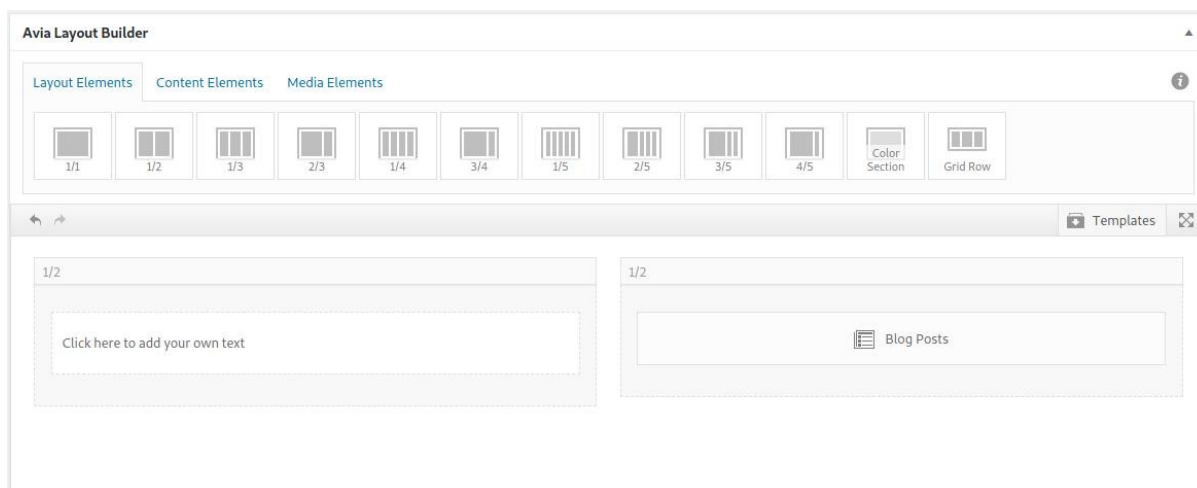 Avia Layout Builder
Layout Elements Content Elements Media Elements
1/1 1/2 1/3 2/3 1/4 3/4 1/5 2/5 3/5 4/5 Color Section Grid Row
Templates
1/2 1/2
Click here to add your own text Blog Posts